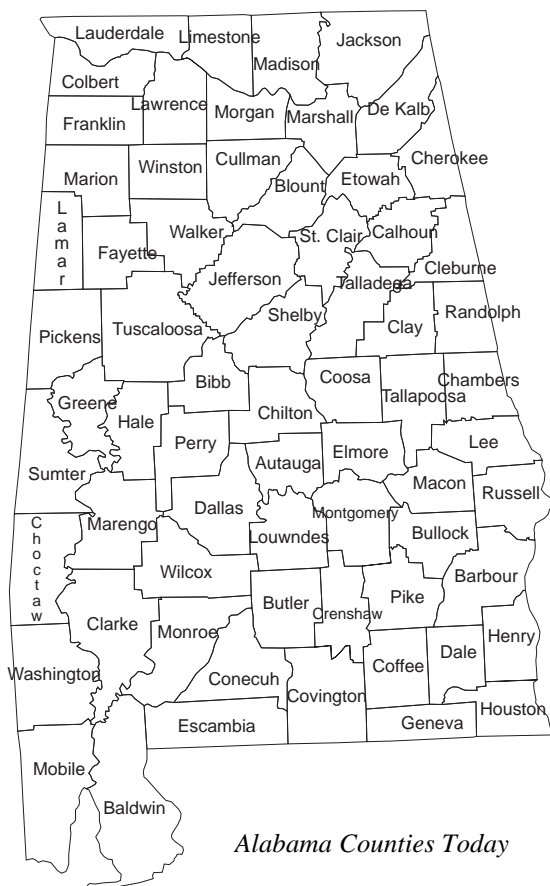 Lauderdale
Limestone
Madison
Jackson
Colbert
Lawrence
Morgan
Marshall
De Kalb
Franklin
Cullman
Cherokee
Marion
Winston
Blount
Etowah
Lamar
Walker
St. Clair
Calhoun
Fayette
Jefferson
Talladega
Cleburne
Pickens
Tuscaloosa
Shelby
Clay
Randolph
Bibb
Coosa
Tallapoosa
Chambers
Greene
Hale
Chilton
Perry
Autauga
Elmore
Lee
Sumter
Macon
Russell
Choctaw
Marengo
Dallas
Louwndes
Montgomery
Bullock
Wilcox
Barbour
Clarke
Monroe
Butler
Crenshaw
Pike
Henry
Washington
Conecuh
Coffee
Dale
Covington
Houston
Escambia
Geneva
Mobile
Baldwin
Alabama Counties Today